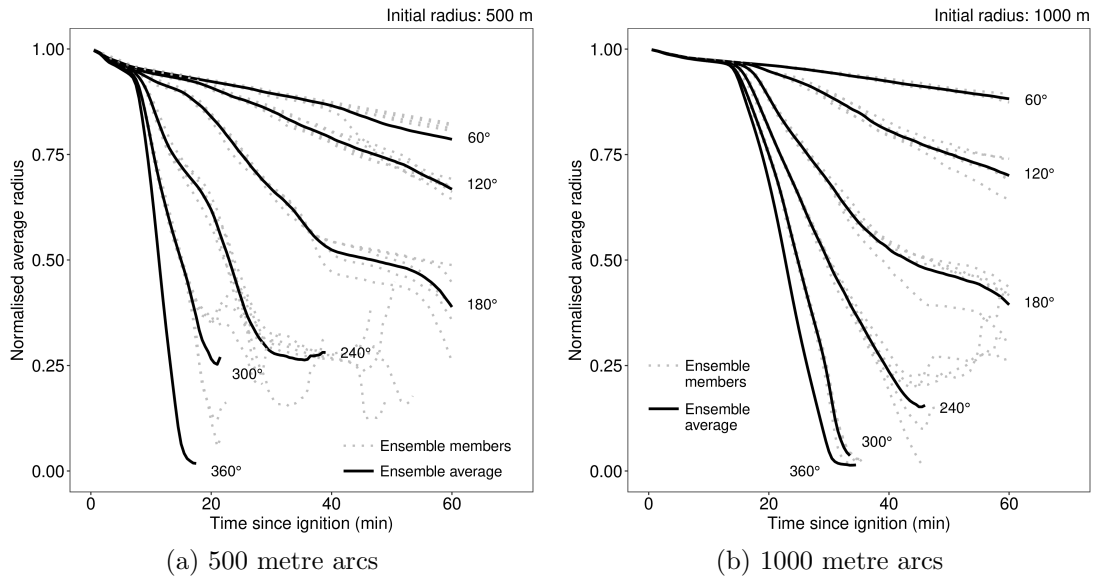 Initial radius: 500 m
Normalised average radius
1.00
0.75
0.50
0.25
0.00
60°
120°
180°
240°
300°
360°
Ensemble members
Ensemble average
0
20
40
60
Time since ignition (min)
(a) 500 metre arcs
Initial radius: 1000 m
Normalised average radius
1.00
0.75
0.50
0.25
0.00
60°
120°
180°
240°
300°
360°
Ensemble
members
Ensemble
average
0
20
40
60
Time since ignition (min)
(b) 1000 metre arcs